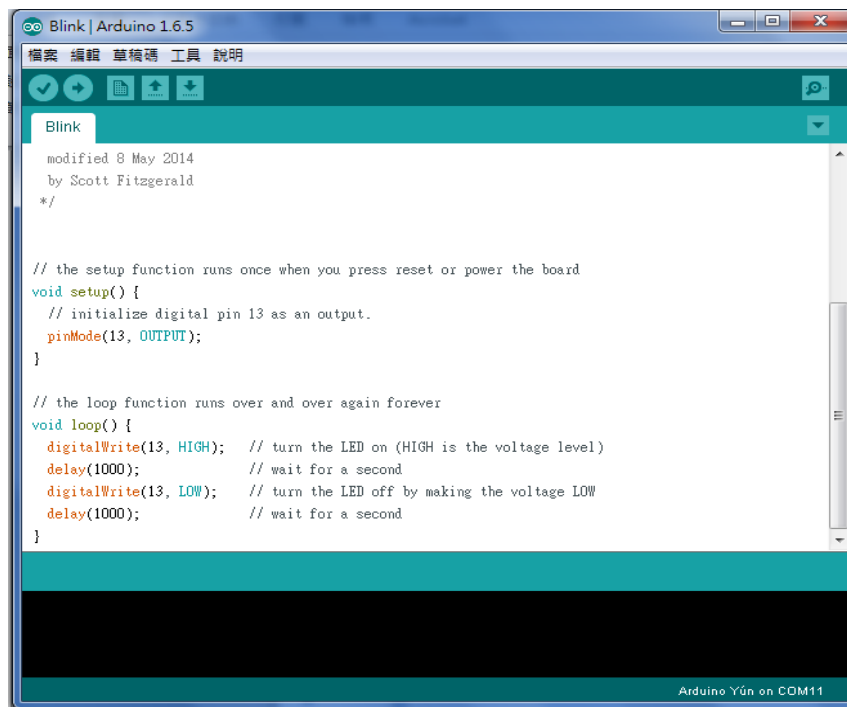 Blink | Arduino 1.6.5
檔案 編輯 草稿碼 工具 說明
Blink
modified 8 May 2014
by Scott Fitzgerald
*/
// the setup function runs once when you press reset or power the board
void setup() {
// initialize digital pin 13 as an output.
pinMode(13, OUTPUT);
}
// the loop function runs over and over again forever
void loop() {
digitalWrite(13, HIGH);   // turn the LED on (HIGH is the voltage level)
delay(1000);              // wait for a second
digitalWrite(13, LOW);    // turn the LED off by making the voltage LOW
delay(1000);              // wait for a second
}
Arduino Yún on COM11